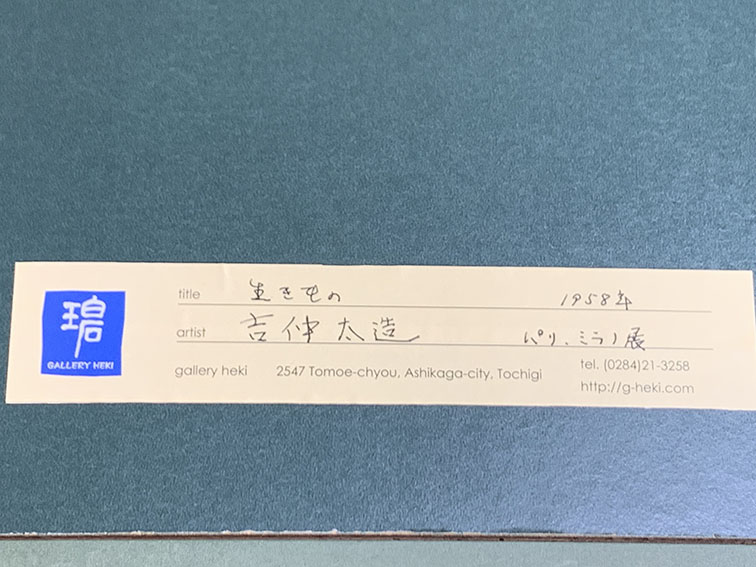 碧
GALLERY HEKI
title 生きもの 1958年
artist 吉仲太造 パリ、ミラノ展
gallery heki 2547 Tomoe-chyou, Ashikaga-city, Tochigi tel. (0284)21-3258
http://g-heki.com